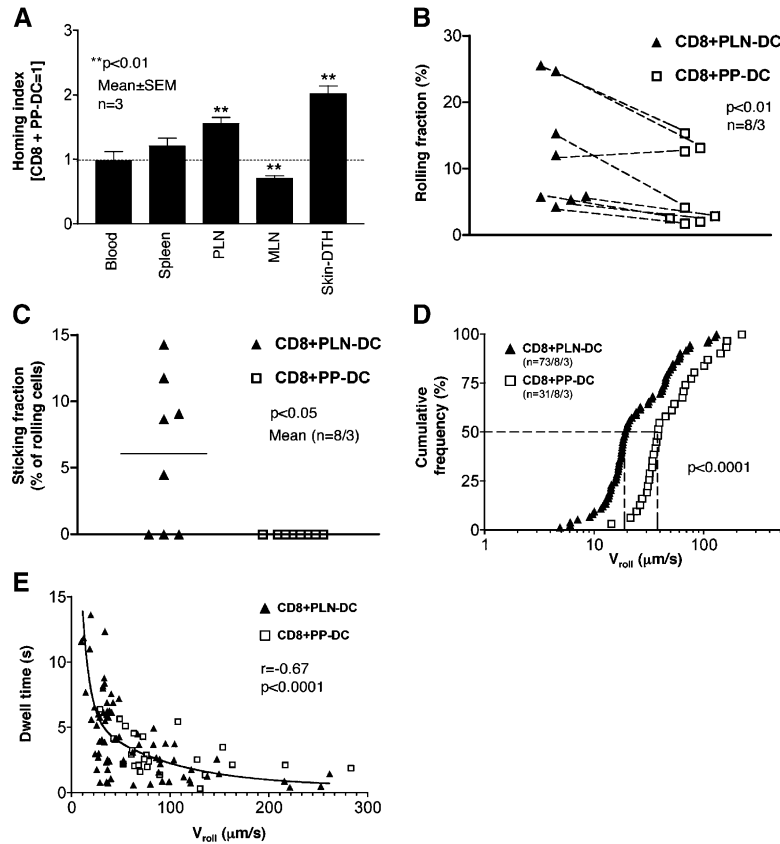 A
Homing index
[CD8 + PP-DC=1]
3
2
1
0
**p<0.01
Mean±SEM
n=3
**
**
**
Blood
Spleen
PLN
MLN
Skin-DTH
B
Rolling fraction (%)
30
20
10
0
CD8+PLN-DC
CD8+PP-DC
p<0.01
n=8/3
C
Sticking fraction
(% of rolling cells)
15
10
5
0
CD8+PLN-DC
CD8+PP-DC
p<0.05
Mean (n=8/3)
D
Cumulative
frequency (%)
100
75
50
25
0
CD8+PLN-DC
(n=73/8/3)
CD8+PP-DC
(n=31/8/3)
p<0.0001
1
10
100
Vroll (µm/s)
E
Dwell time (s)
15
10
5
0
CD8+PLN-DC
CD8+PP-DC
r=-0.67
p<0.0001
0
100
200
300
Vroll (µm/s)